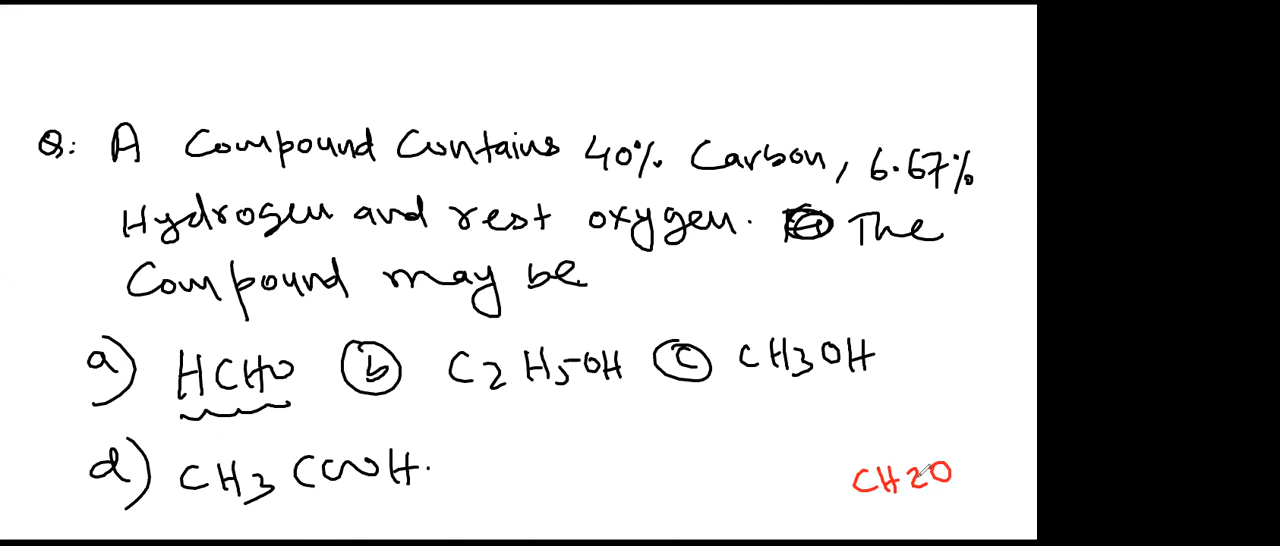 Q: A Compound Contains 40% Carbon, 6.67%
Hydrogen and rest oxygen. The
Compound may be
a) HCHO (b) C2H5-OH (c) CH3OH
d) CH3COOH.
CH2O